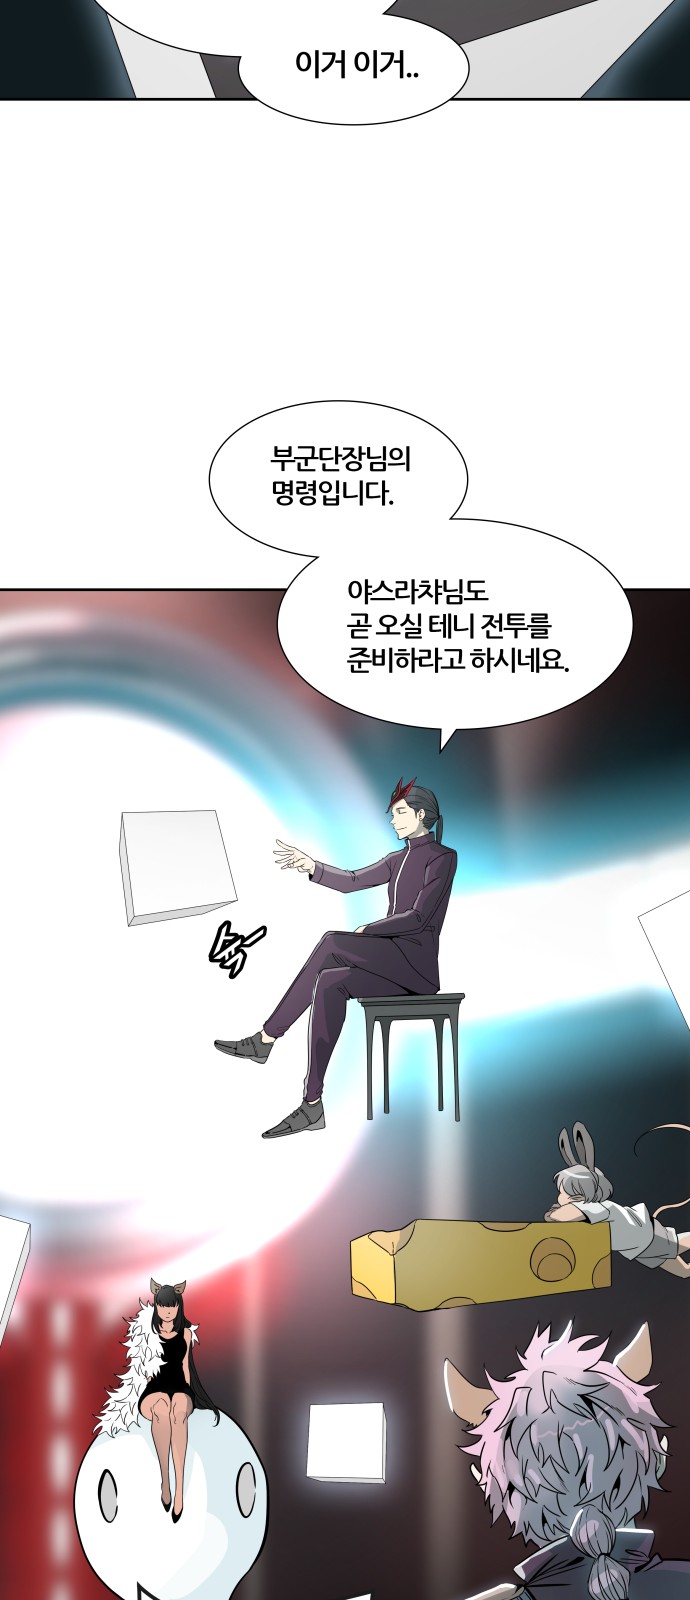 이거 이거..
부군단장님의
명령입니다.
야스라챠님도
곧 오실 테니 전투를
준비하라고 하시네요.
슥